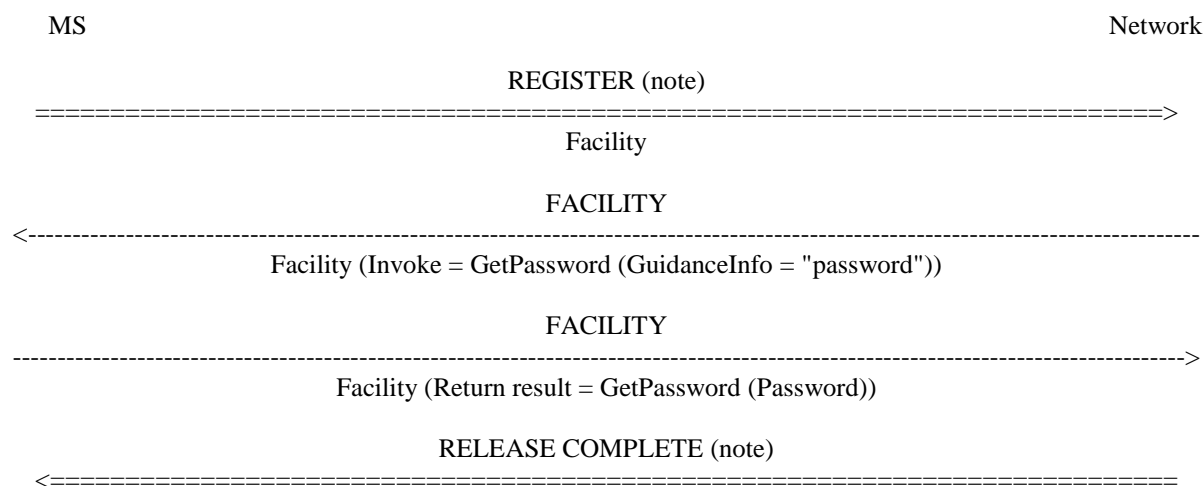 MS Network
REGISTER (note)
Facility
FACILITY
Facility (Invoke = GetPassword (GuidanceInfo = "password"))
FACILITY
Facility (Return result = GetPassword (Password))
RELEASE COMPLETE (note)